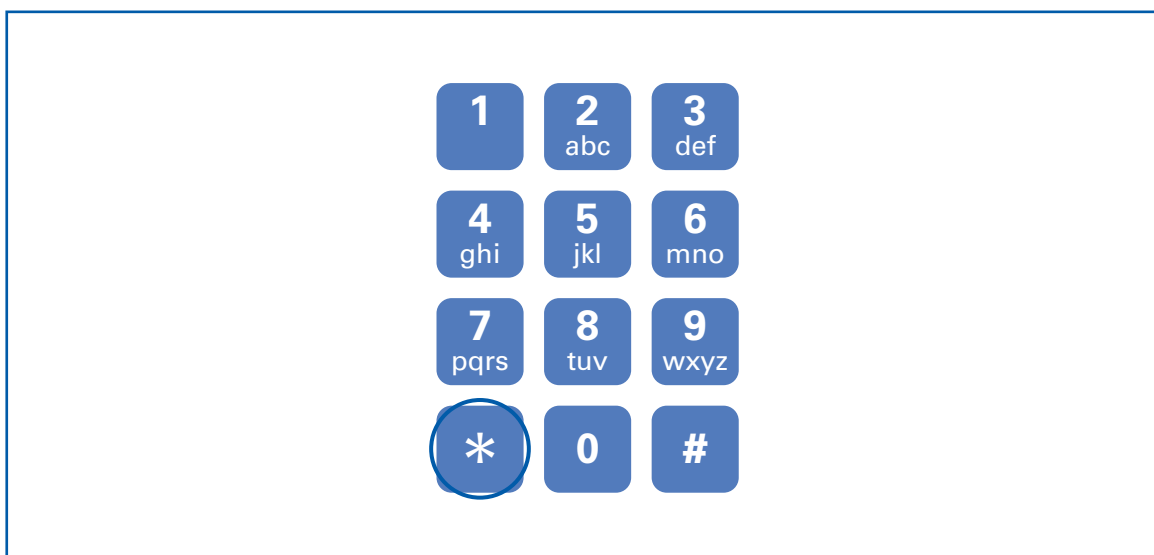 1 2 3
abc def
4 5 6
ghi jkl mno
7 8 9
pqrs tuv wxyz
* 0 #